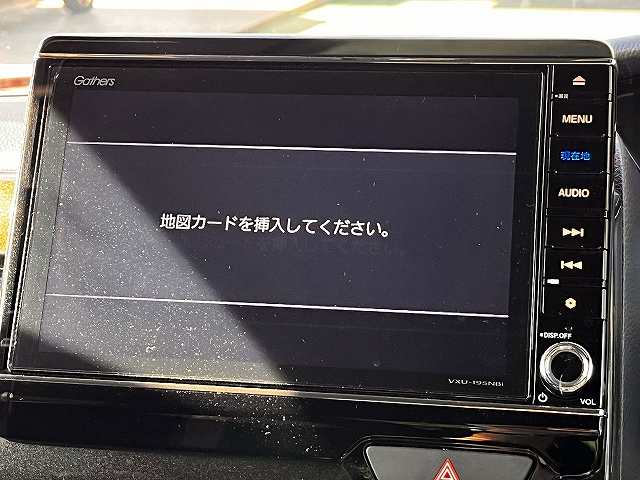 Gathers
地図カードを挿入してください。
MENU
現在地
AUDIO
DISP.OFF
VOL
VXU-195NBi